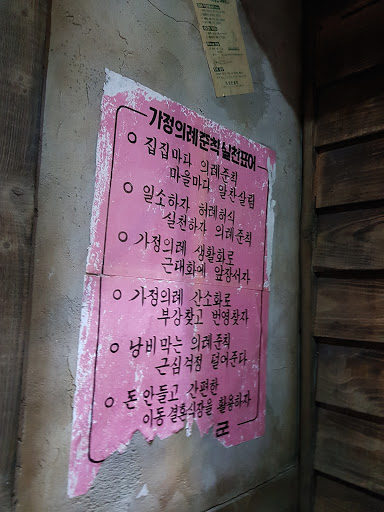 가정의례준칙실천표어
○ 집집마다 의례준칙
마을마다 알찬살림
○ 일소하자 허례허식
실천하자 의례준칙
○ 가정의례 생활화로
근대화에 앞장서자
○ 가정의례 간소화로
부강찾고 번영찾자
○ 낭비막는 의례준칙
근심걱정 덜어준다
○ 돈안들고 간편한
이동결혼식장을 활용하자
군